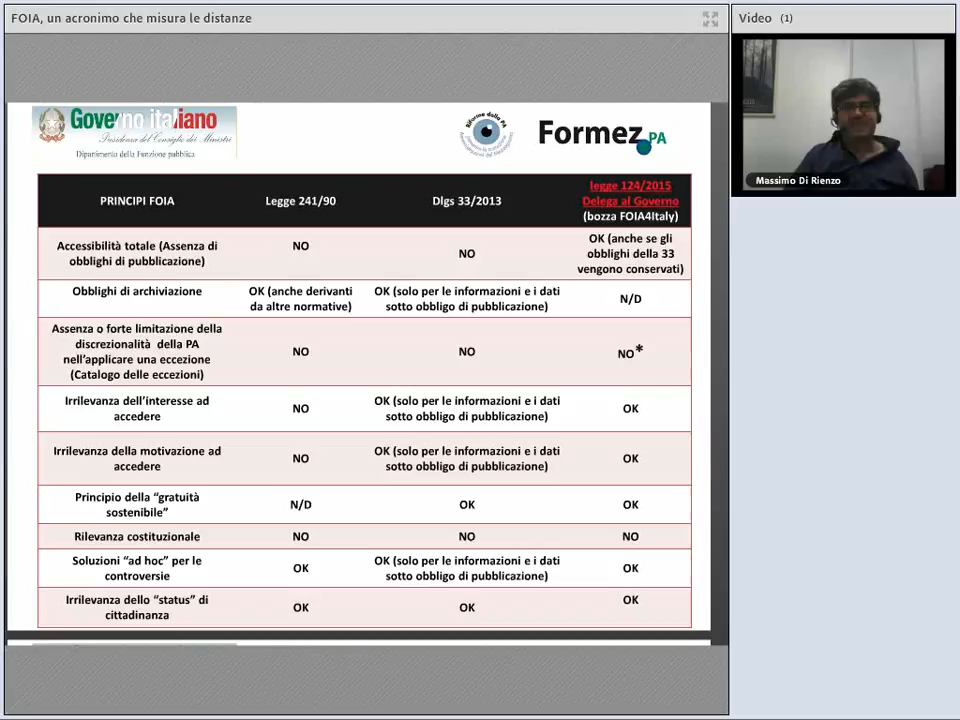 FOIA, un acronimo che misura le distanze
Video (1)
Massimo Di Rienzo
Governo italiano
Presidenza del Consiglio dei Ministri
Dipartimento della Funzione pubblica
Riforme della PA
Formez PA
PRINCIPI FOIA
Legge 241/90
Dlgs 33/2013
legge 124/2015
Delega al Governo
(bozza FOIA4Italy)
Accessibilità totale (Assenza di
obblighi di pubblicazione)
NO
NO
OK (anche se gli
obblighi della 33
vengono conservati)
Obblighi di archiviazione
OK (anche derivanti
da altre normative)
OK (solo per le informazioni e i dati
sotto obbligo di pubblicazione)
N/D
Assenza o forte limitazione della
discrezionalità della PA
nell'applicare una eccezione
(Catalogo delle eccezioni)
NO
NO
NO*
Irrilevanza dell'interesse ad
accedere
NO
OK (solo per le informazioni e i dati
sotto obbligo di pubblicazione)
OK
Irrilevanza della motivazione ad
accedere
NO
OK (solo per le informazioni e i dati
sotto obbligo di pubblicazione)
OK
Principio della "gratuità
sostenibile"
N/D
OK
OK
Rilevanza costituzionale
NO
NO
NO
Soluzioni "ad hoc" per le
controversie
OK
OK (solo per le informazioni e i dati
sotto obbligo di pubblicazione)
OK
Irrilevanza dello "status" di
cittadinanza
OK
OK
OK